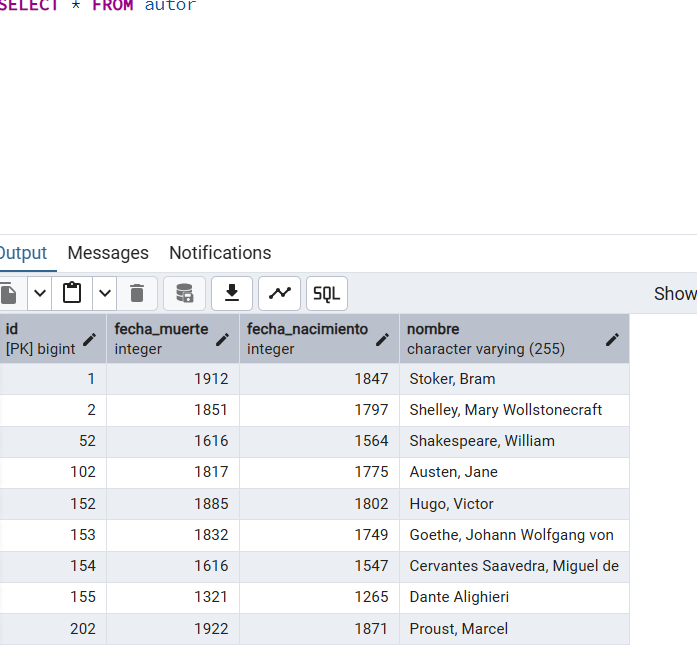 SELECT * FROM autor
Output Messages Notifications
SQL Show
id fecha_muerte fecha_nacimiento nombre
[PK] bigint integer integer character varying (255)
1 1912 1847 Stoker, Bram
2 1851 1797 Shelley, Mary Wollstonecraft
52 1616 1564 Shakespeare, William
102 1817 1775 Austen, Jane
152 1885 1802 Hugo, Victor
153 1832 1749 Goethe, Johann Wolfgang von
154 1616 1547 Cervantes Saavedra, Miguel de
155 1321 1265 Dante Alighieri
202 1922 1871 Proust, Marcel